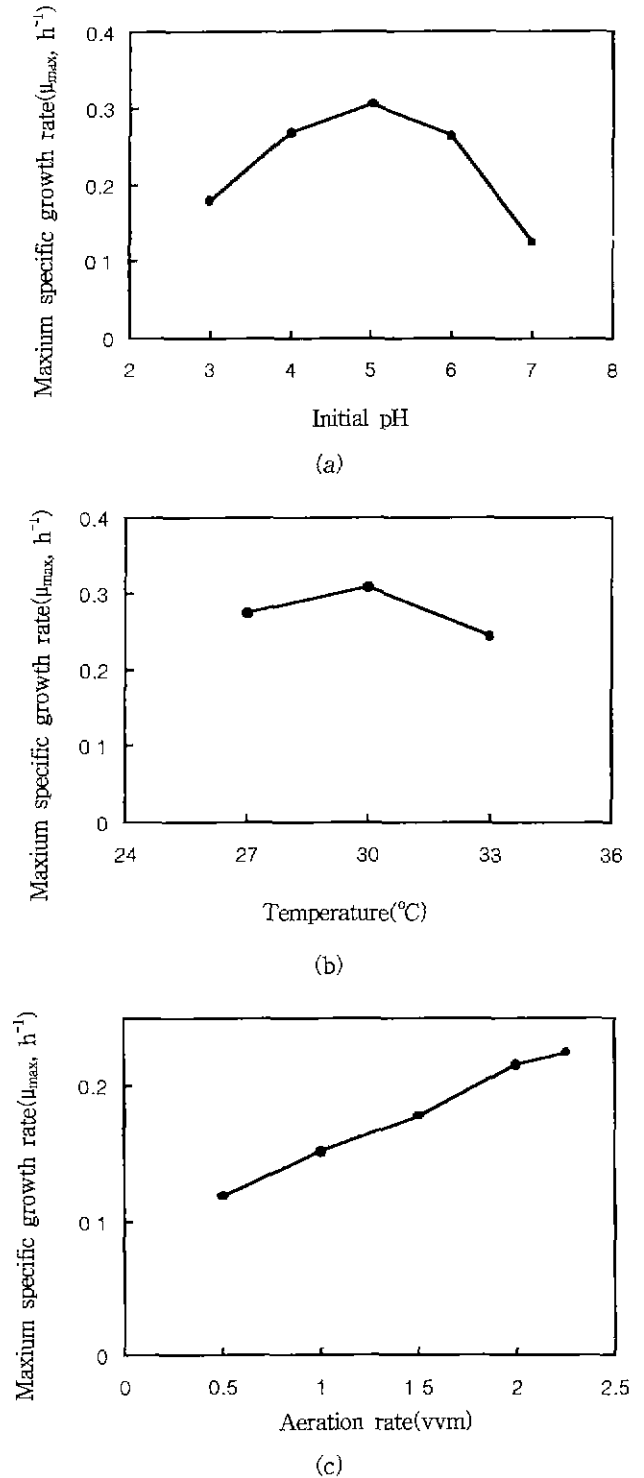 Maxium specific growth rate(μmax, h⁻¹)
0.4
0.3
0.2
0 1
0
2 3 4 5 6 7 8
Initial pH
(a)
Maxium specific growth rate(μmax, h⁻¹)
0.4
0.3
0 2
0 1
0
24 27 30 33 36
Temperature(°C)
(b)
Maxium specific growth rate(μmax, h⁻¹)
0.2
0.1
0
0 0.5 1 1 5 2 2.5
Aeration rate(vvm)
(c)